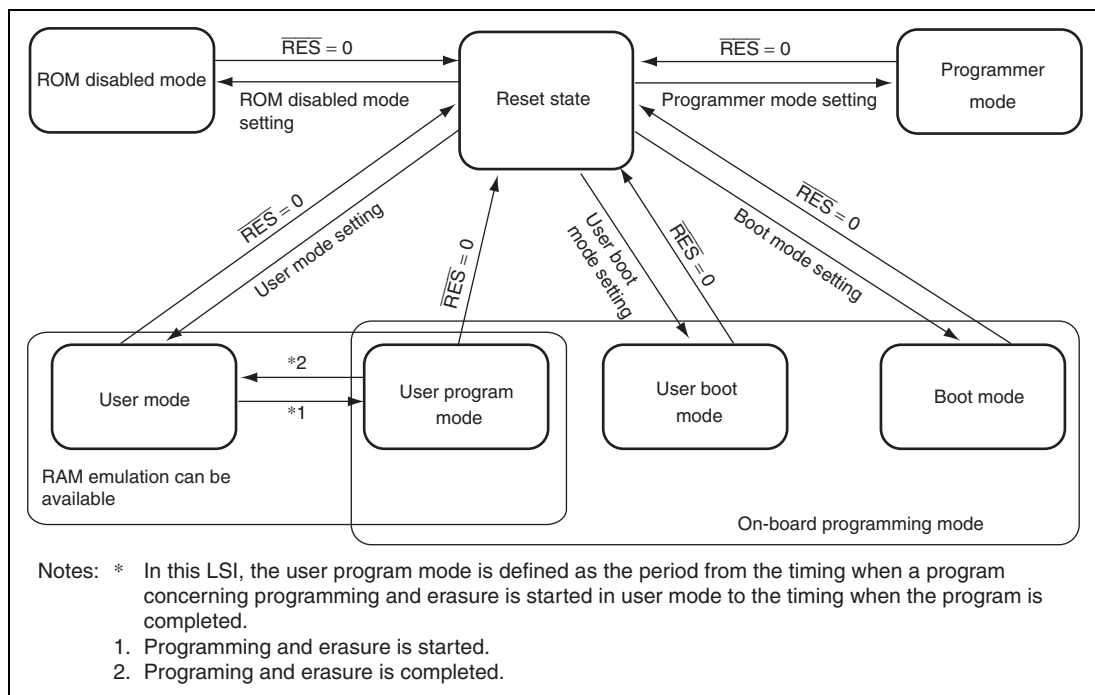 RES = 0
RES = 0
ROM disabled mode
Reset state
Programmer
mode
ROM disabled mode
setting
Programmer mode setting
RES = 0
User mode setting
RES = 0
User boot
mode setting
RES = 0
Boot mode setting
RES = 0
User mode
*2
*1
User program
mode
User boot
mode
Boot mode
RAM emulation can be
available
On-board programming mode
Notes: * In this LSI, the user program mode is defined as the period from the timing when a program
concerning programming and erasure is started in user mode to the timing when the program is
completed.
1. Programming and erasure is started.
2. Programing and erasure is completed.